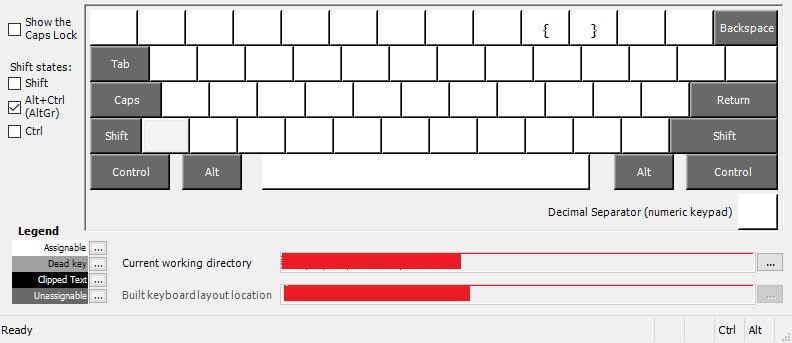 Show the
Caps Lock
{ } Backspace
Shift states:
Tab
Shift
Alt+Ctrl
(AltGr)
Caps Return
Ctrl
Shift Shift
Control Alt Alt Control
Decimal Separator (numeric keypad)
Legend
Assignable ...
Dead key ...
Clipped Text ...
Unassignable ...
Current working directory ...
Built keyboard layout location ...
Ready Ctrl Alt